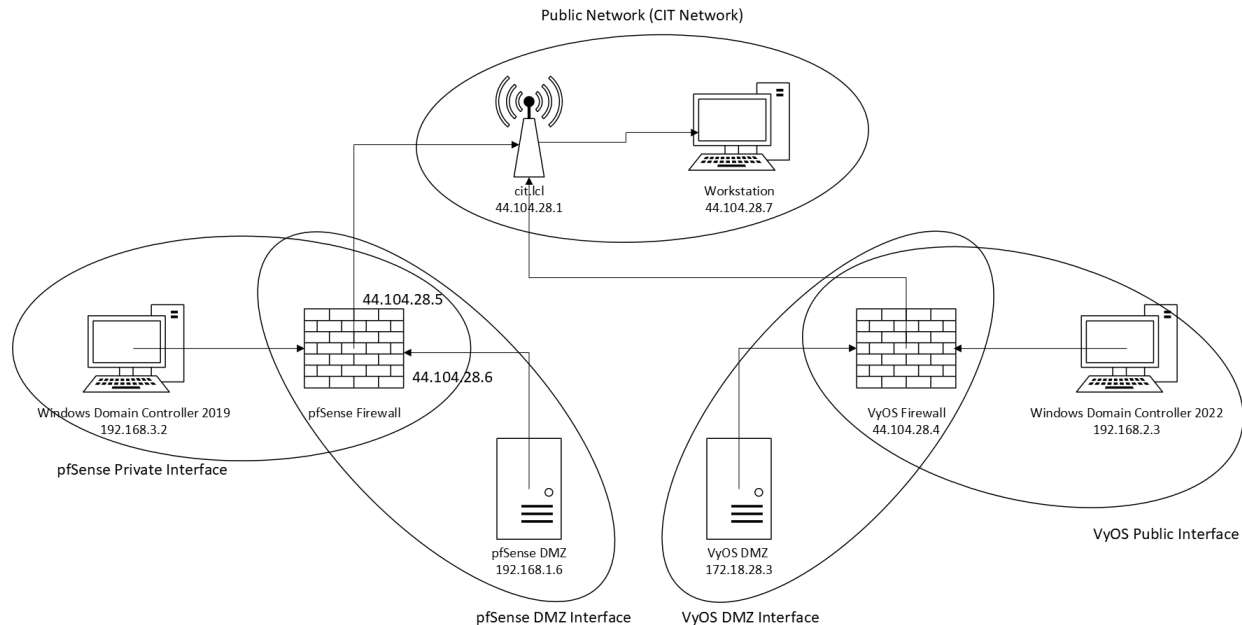 Public Network (CIT Network)
cit.lcl
44.104.28.1
Workstation
44.104.28.7
44.104.28.5
44.104.28.6
Windows Domain Controller 2019
192.168.3.2
pfSense Firewall
VyOS Firewall
44.104.28.4
Windows Domain Controller 2022
192.168.2.3
pfSense Private Interface
pfSense DMZ
192.168.1.6
VyOS DMZ
172.18.28.3
VyOS Public Interface
pfSense DMZ Interface
VyOS DMZ Interface